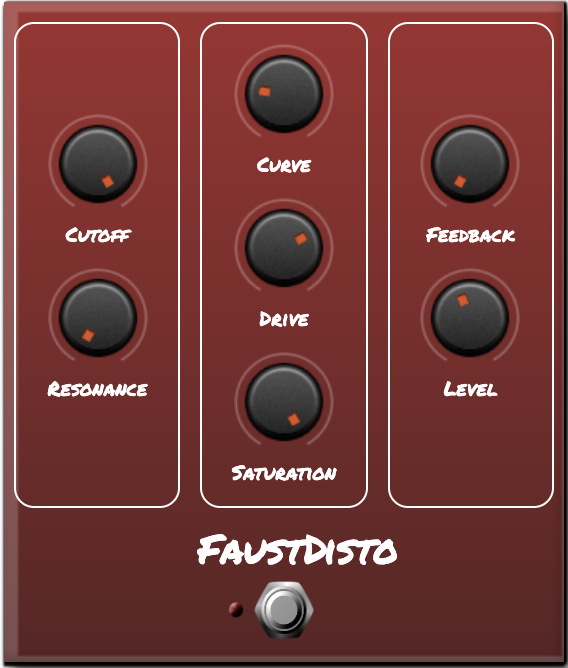 Cutoff
Resonance
Curve
Drive
Saturation
Feedback
Level
FaustDisto